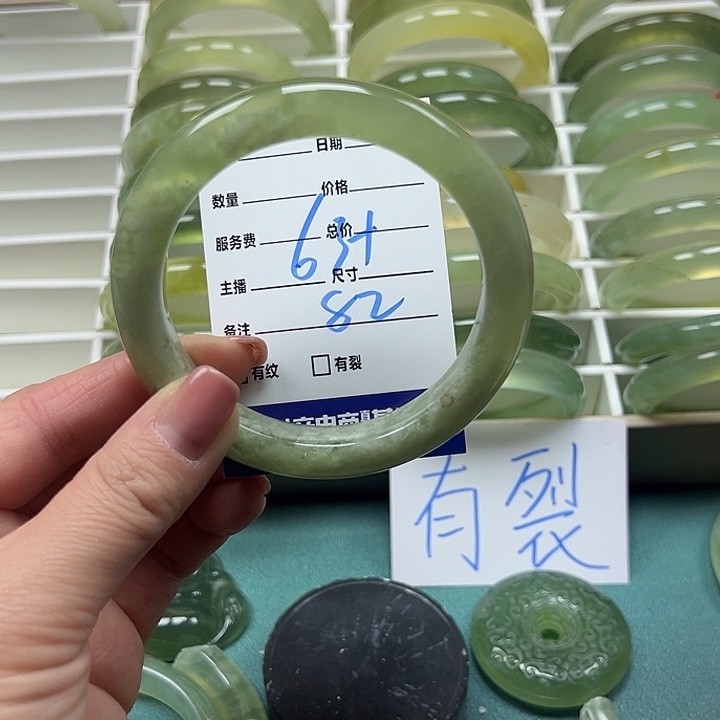 日期
数量 价格
服务费 总价
63+
主播 尺寸
82
备注
有纹 有裂
有裂